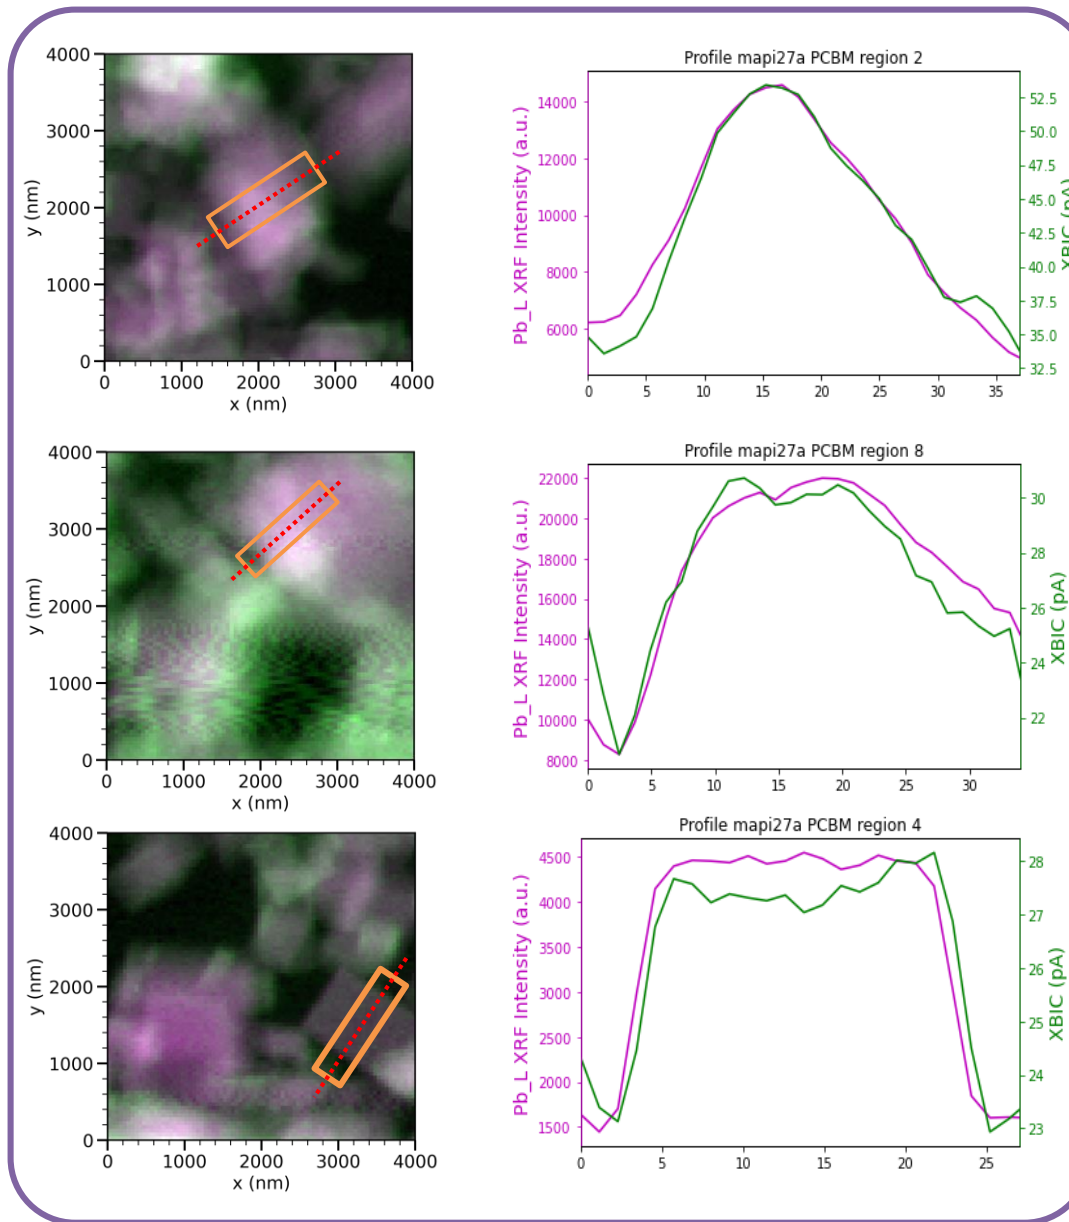 4000
3000
2000
1000
0
y (nm)
0 1000 2000 3000 4000
x (nm)
Profile mapi27a PCBM region 2
14000
12000
10000
8000
6000
Pb_L XRF Intensity (a.u.)
52.5
50.0
47.5
45.0
42.5
40.0
37.5
35.0
32.5
XBIC (pA)
0 5 10 15 20 25 30 35
4000
3000
2000
1000
0
y (nm)
0 1000 2000 3000 4000
x (nm)
Profile mapi27a PCBM region 8
22000
20000
18000
16000
14000
12000
10000
8000
Pb_L XRF Intensity (a.u.)
30
28
26
24
22
XBIC (pA)
0 5 10 15 20 25 30
4000
3000
2000
1000
0
y (nm)
0 1000 2000 3000 4000
x (nm)
Profile mapi27a PCBM region 4
4500
4000
3500
3000
2500
2000
1500
Pb_L XRF Intensity (a.u.)
28
27
26
25
24
23
XBIC (pA)
0 5 10 15 20 25